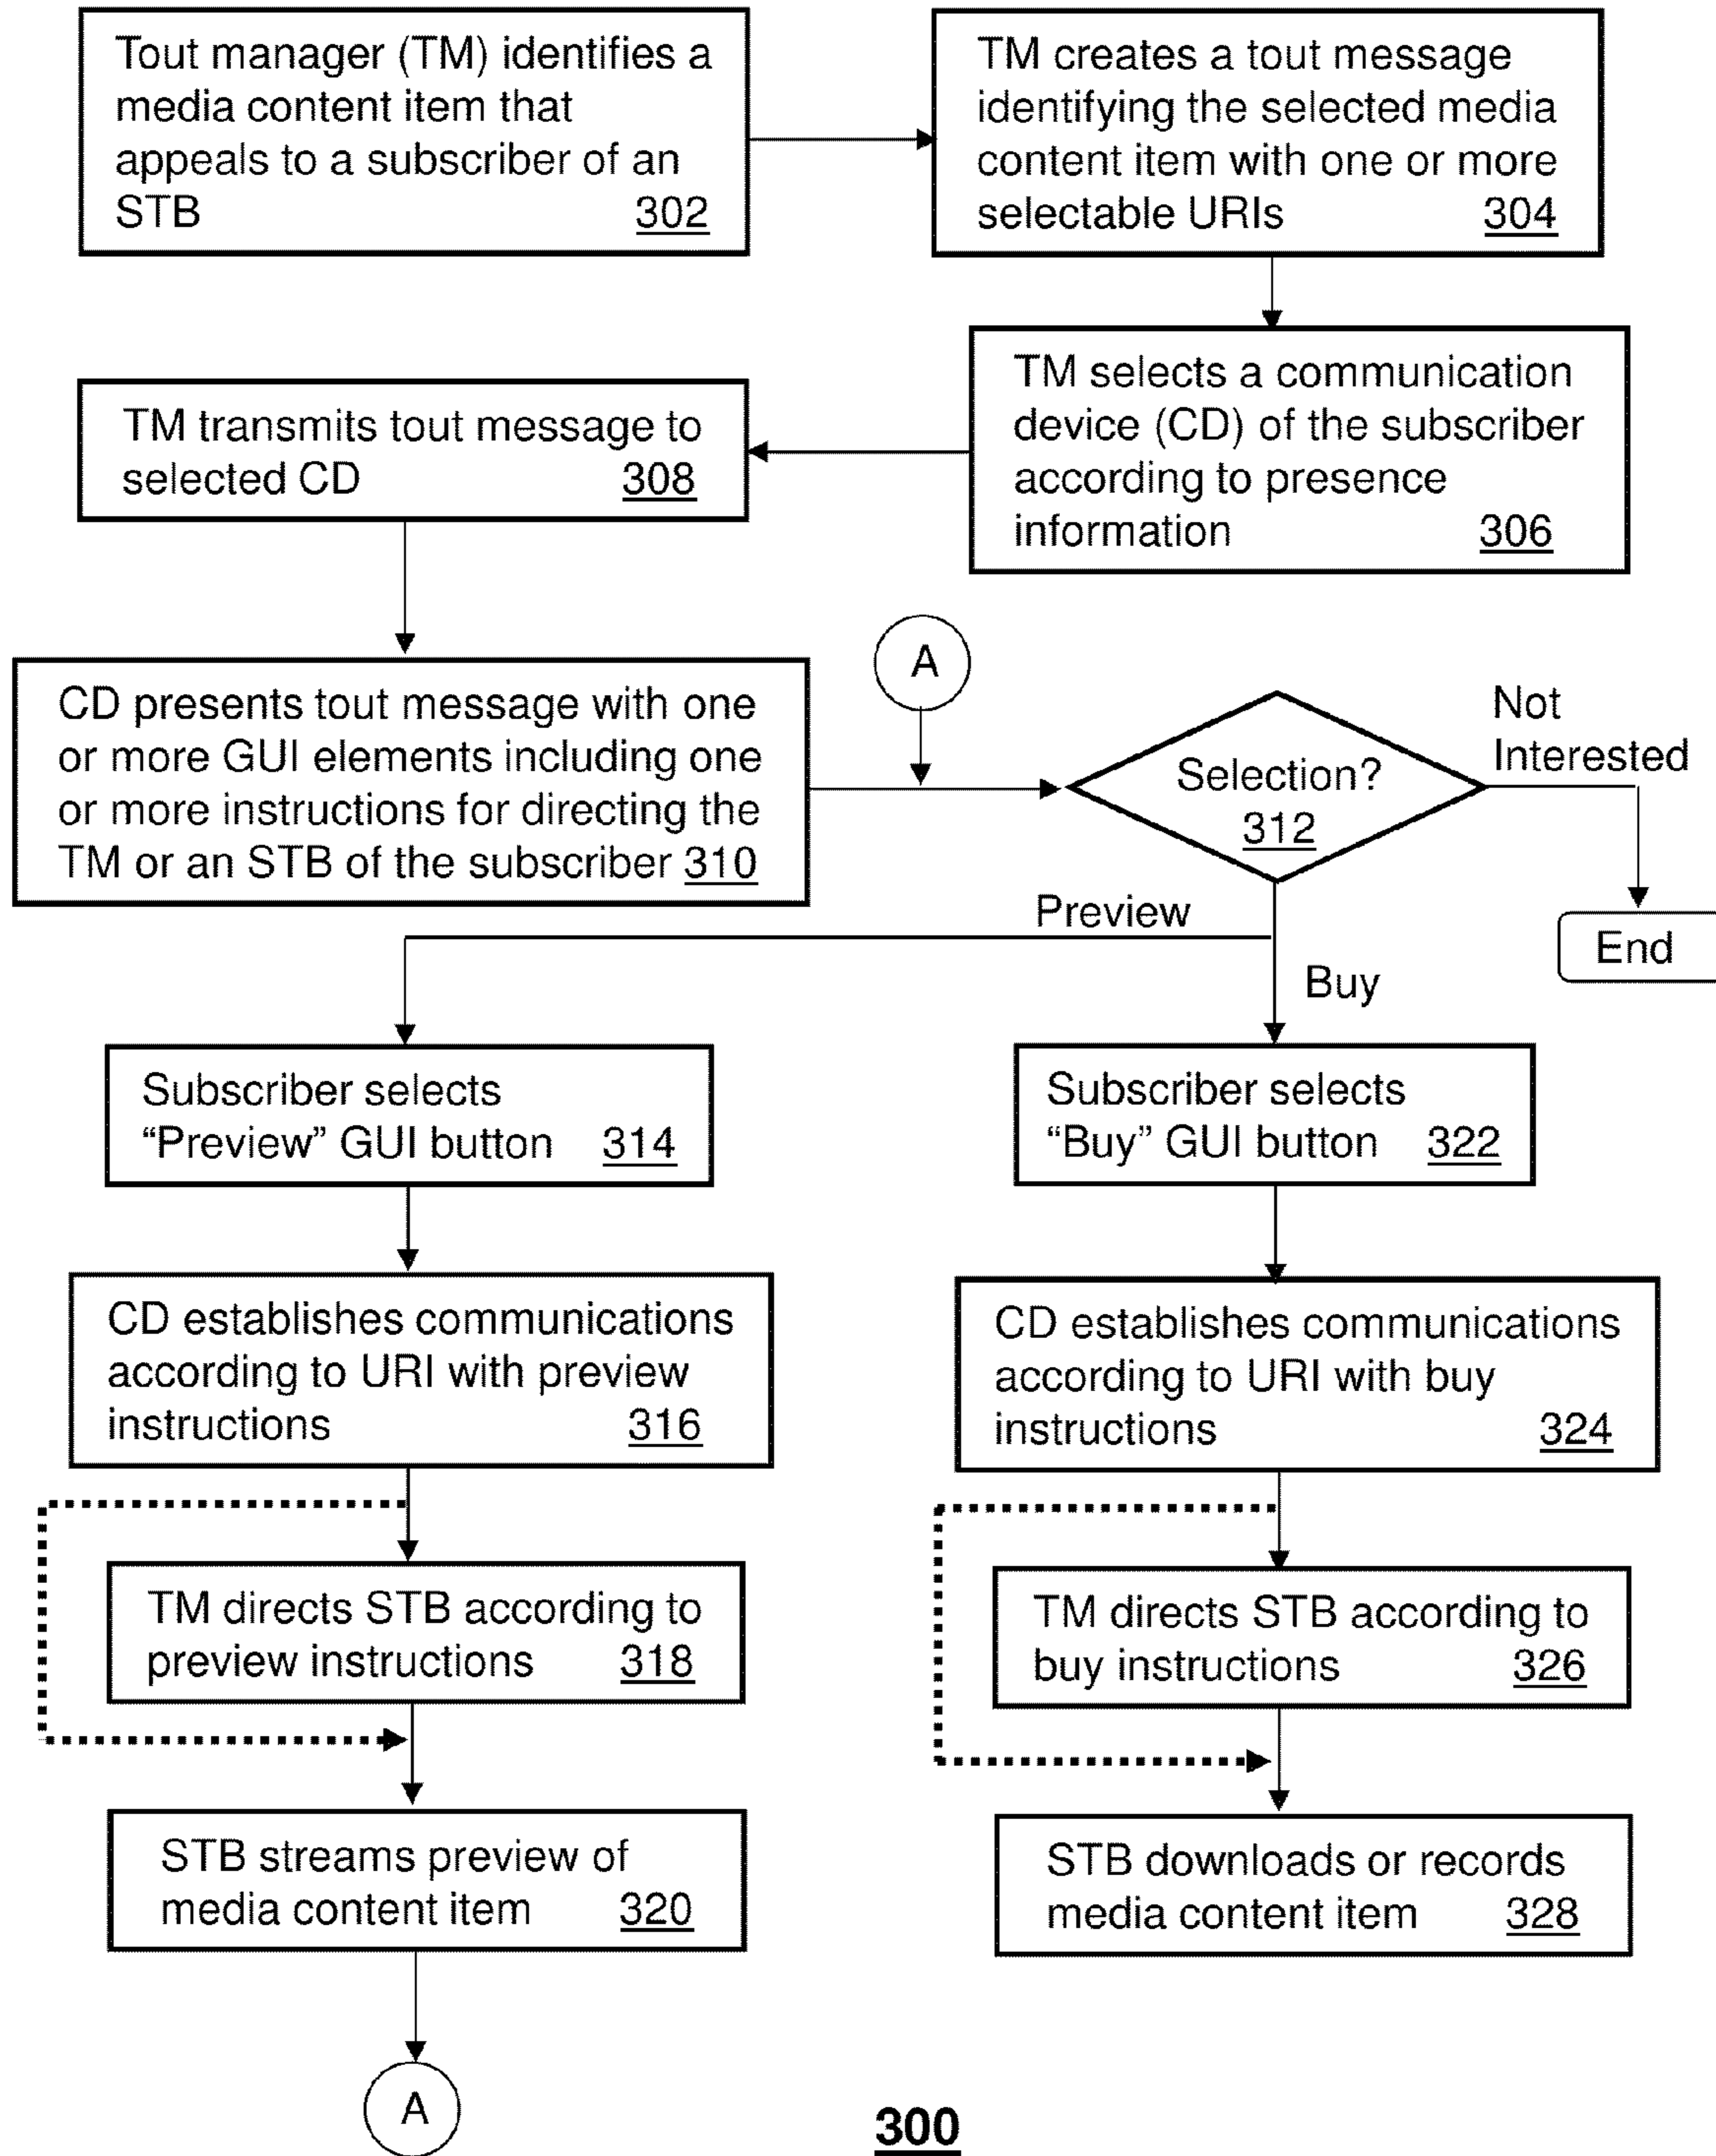 Tout manager (TM) identifies a
media content item that
appeals to a subscriber of an
STB 302
TM creates a tout message
identifying the selected media
content item with one or more
selectable URIs 304
TM selects a communication
device (CD) of the subscriber
according to presence
information 306
TM transmits tout message to
selected CD 308
CD presents tout message with one
or more GUI elements including one
or more instructions for directing the
TM or an STB of the subscriber 310
A
Selection?
312
Not
Interested
End
Preview
Buy
Subscriber selects
“Preview” GUI button 314
CD establishes communications
according to URI with preview
instructions 316
TM directs STB according to
preview instructions 318
STB streams preview of
media content item 320
A
Subscriber selects
“Buy” GUI button 322
CD establishes communications
according to URI with buy
instructions 324
TM directs STB according to
buy instructions 326
STB downloads or records
media content item 328
300